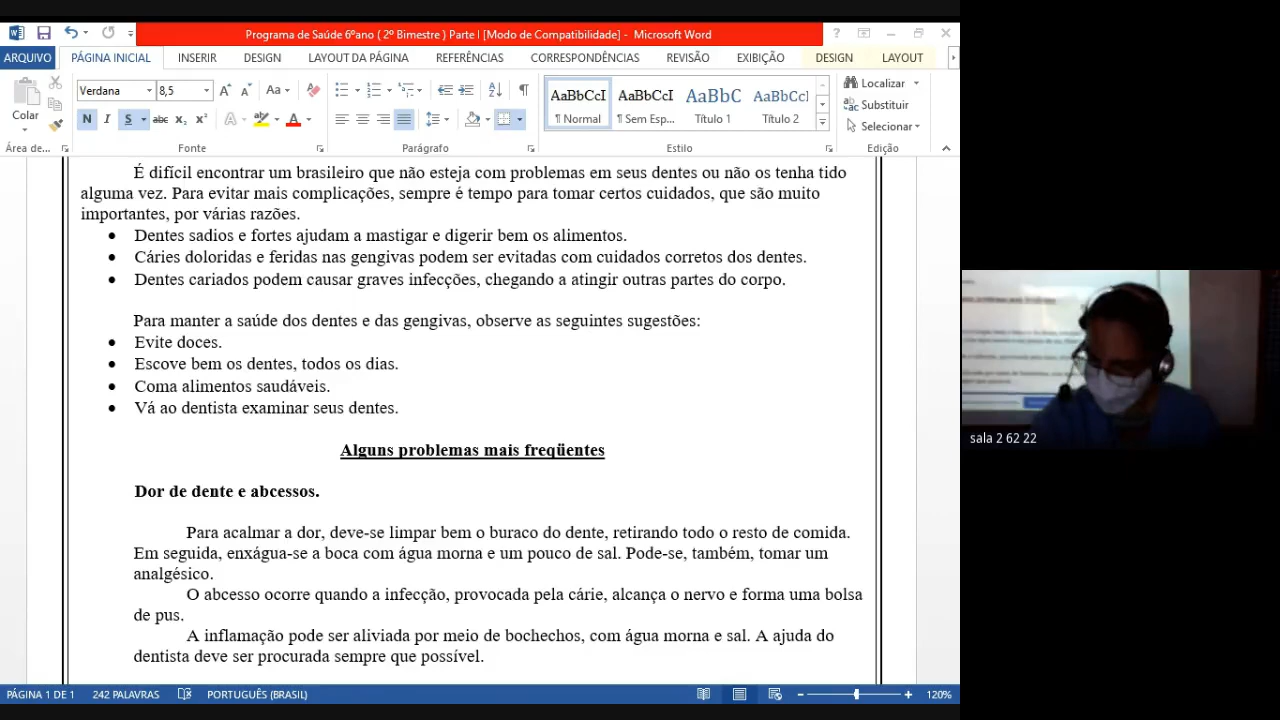 Programa de Saúde 6ºano ( 2º Bimestre ) Parte I [Modo de Compatibilidade] - Microsoft Word
ARQUIVO PÁGINA INICIAL INSERIR DESIGN LAYOUT DA PÁGINA REFERÊNCIAS CORRESPONDÊNCIAS REVISÃO EXIBIÇÃO DESIGN LAYOUT
Verdana 8,5 Aa
Colar
N I S abc x₂ x² A A
AaBbCcI AaBbCcI AaBbC AaBbCcI
¶ Normal ¶ Sem Esp... Título 1 Título 2
Localizar
Substituir
Selecionar
Área de... Fonte Parágrafo Estilo Edição
É difícil encontrar um brasileiro que não esteja com problemas em seus dentes ou não os tenha tido
alguma vez. Para evitar mais complicações, sempre é tempo para tomar certos cuidados, que são muito
importantes, por várias razões.
• Dentes sadios e fortes ajudam a mastigar e digerir bem os alimentos.
• Cáries doloridas e feridas nas gengivas podem ser evitadas com cuidados corretos dos dentes.
• Dentes cariados podem causar graves infecções, chegando a atingir outras partes do corpo.
Para manter a saúde dos dentes e das gengivas, observe as seguintes sugestões:
• Evite doces.
• Escove bem os dentes, todos os dias.
• Coma alimentos saudáveis.
• Vá ao dentista examinar seus dentes.
Alguns problemas mais freqüentes
Dor de dente e abcessos.
Para acalmar a dor, deve-se limpar bem o buraco do dente, retirando todo o resto de comida.
Em seguida, enxágua-se a boca com água morna e um pouco de sal. Pode-se, também, tomar um
analgésico.
O abcesso ocorre quando a infecção, provocada pela cárie, alcança o nervo e forma uma bolsa
de pus.
A inflamação pode ser aliviada por meio de bochechos, com água morna e sal. A ajuda do
dentista deve ser procurada sempre que possível.
PÁGINA 1 DE 1 242 PALAVRAS PORTUGUÊS (BRASIL) 120%
sala 2 62 22